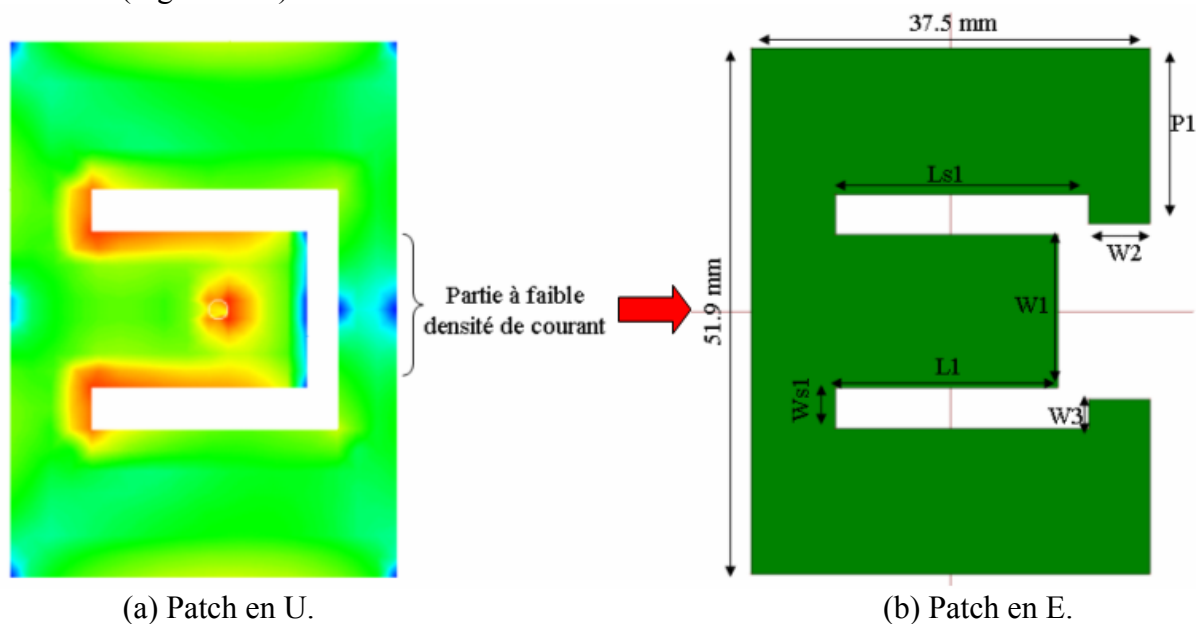 37.5 mm
P1
Ls1
W2
51.9 mm
W1
Partie à faible
densité de courant
L1
Ws1
W3
(a) Patch en U.
(b) Patch en E.